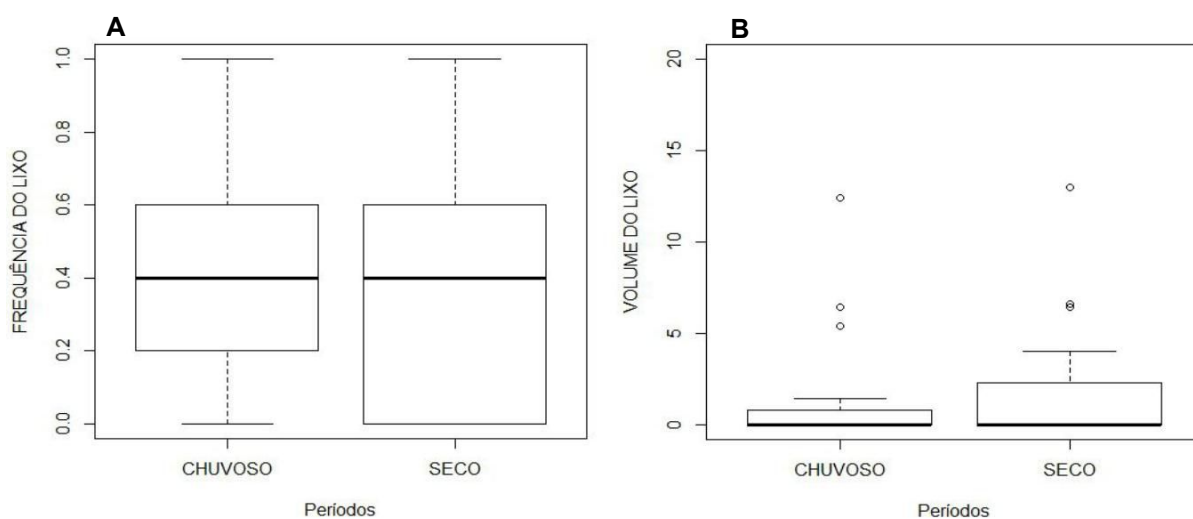 A
FREQUÊNCIA DO LIXO
1.0
0.8
0.6
0.4
0.2
0.0
CHUVOSO SECO
Períodos
B
VOLUME DO LIXO
20
15
10
5
0
CHUVOSO SECO
Períodos